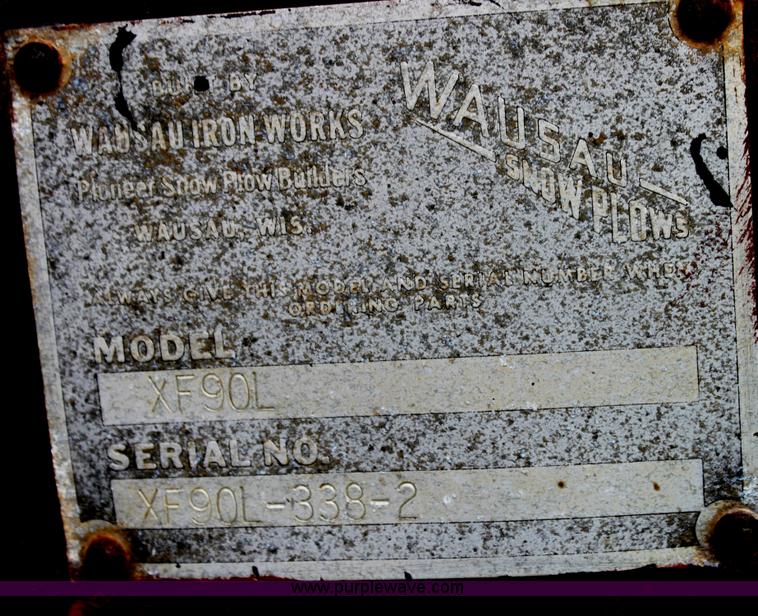 BUILT BY
WAUSAU IRON WORKS
Pioneer Snow Plow Builders
WAUSAU, WIS.
WAUSAU
SNOW PLOWS
ALWAYS GIVE THIS MODEL AND SERIAL NUMBER WHEN
ORDERING PARTS
MODEL
XF90L
SERIAL NO.
XF90L-338-2
www.purplewave.com